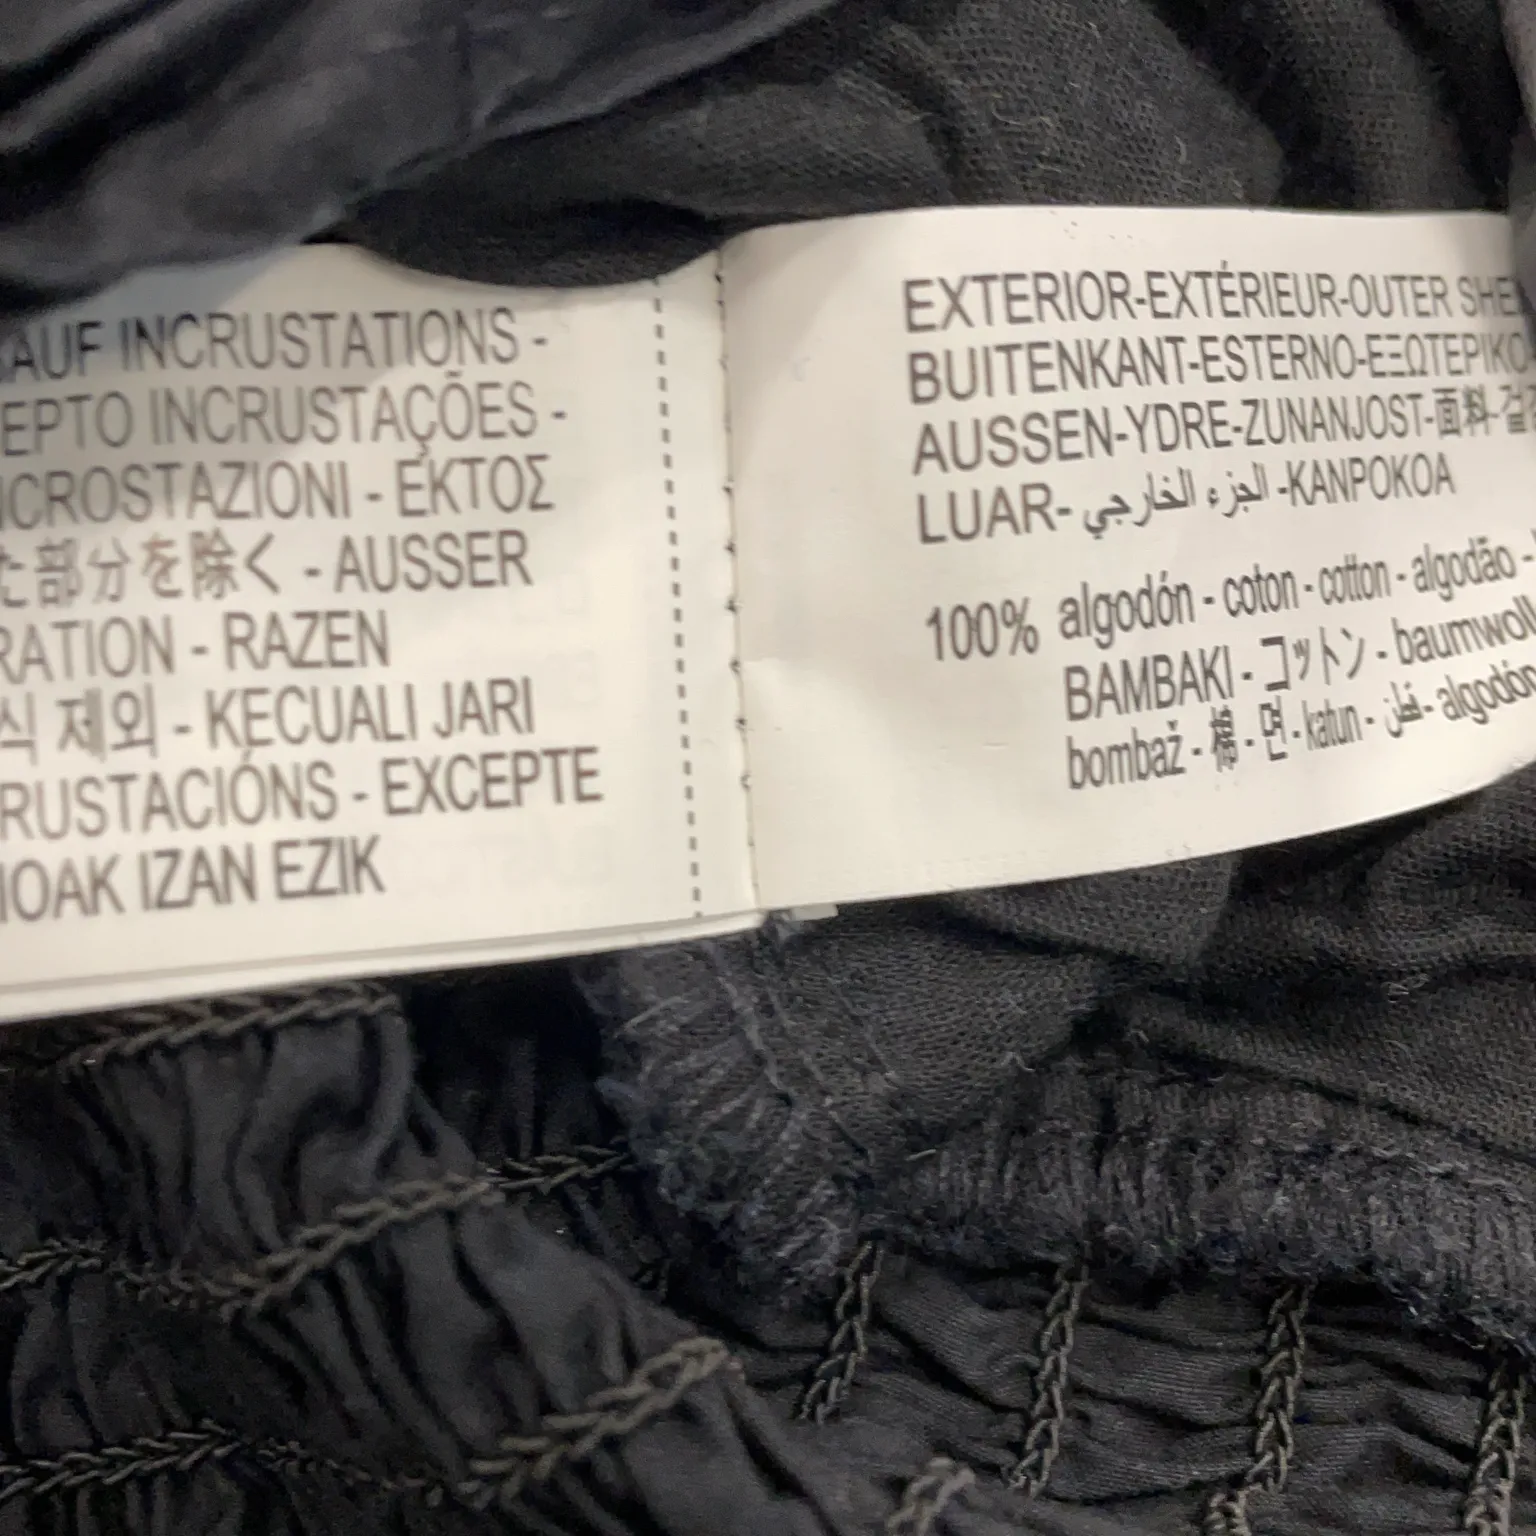 AUF INCRUSTATIONS -
EPTO INCRUSTAÇÕES -
NCROSTAZIONI - ΕΚΤΟΣ
た部分を除く - AUSSER
RATION - RAZEN
식 제외 - KECUALI JARI
RUSTACIÓNS - EXCEPTE
IOAK IZAN EZIK
EXTERIOR-EXTÉRIEUR-OUTER SHE
BUITENKANT-ESTERNO-ΕΞΩΤΕΡΙΚΟ
AUSSEN-YDRE-ZUNANJOST-面料-겉감
LUAR- الجزء الخارجي -KANPOKOA
100% algodón - coton - cotton - algodão -
BAMBAKI - コットン - baumwoll
bombaž - 棉 - 면 - katun - قطن - algodón